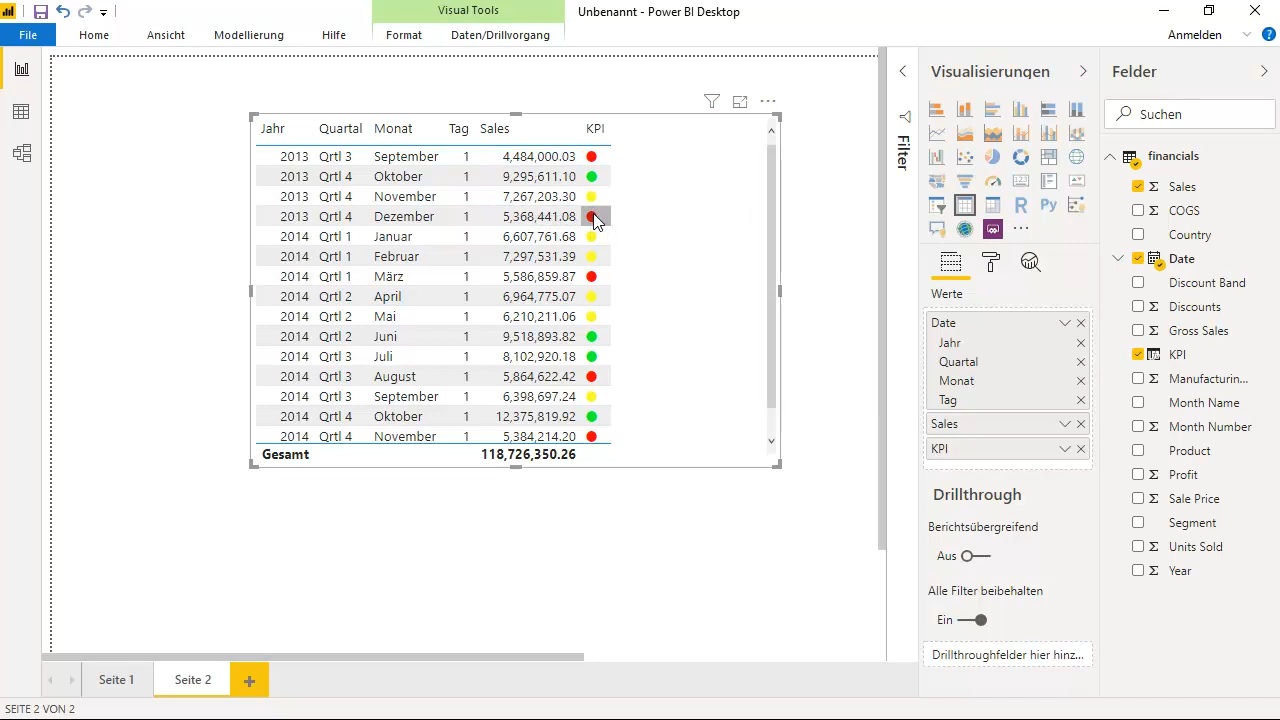 Visual Tools
Unbenannt - Power BI Desktop
File Home Ansicht Modellierung Hilfe Format Daten/Drillvorgang Anmelden
Jahr Quartal Monat Tag Sales KPI
2013 Qrtl 3 September 1 4,484,000.03
2013 Qrtl 4 Oktober 1 9,295,611.10
2013 Qrtl 4 November 1 7,267,203.30
2013 Qrtl 4 Dezember 1 5,368,441.08
2014 Qrtl 1 Januar 1 6,607,761.68
2014 Qrtl 1 Februar 1 7,297,531.39
2014 Qrtl 1 März 1 5,586,859.87
2014 Qrtl 2 April 1 6,964,775.07
2014 Qrtl 2 Mai 1 6,210,211.06
2014 Qrtl 2 Juni 1 9,518,893.82
2014 Qrtl 3 Juli 1 8,102,920.18
2014 Qrtl 3 August 1 5,864,622.42
2014 Qrtl 3 September 1 6,398,697.24
2014 Qrtl 4 Oktober 1 12,375,819.92
2014 Qrtl 4 November 1 5,384,214.20
Gesamt 118,726,350.26
Filter
Visualisierungen
R Py
Werte
Date
Jahr
Quartal
Monat
Tag
Sales
KPI
Drillthrough
Berichtsübergreifend
Aus
Alle Filter beibehalten
Ein
Drillthroughfelder hier hinz...
Felder
Suchen
financials
Σ Sales
Σ COGS
Country
Date
Discount Band
Σ Discounts
Σ Gross Sales
KPI
Σ Manufacturin...
Month Name
Σ Month Number
Product
Σ Profit
Σ Sale Price
Segment
Σ Units Sold
Σ Year
Seite 1 Seite 2 +
SEITE 2 VON 2